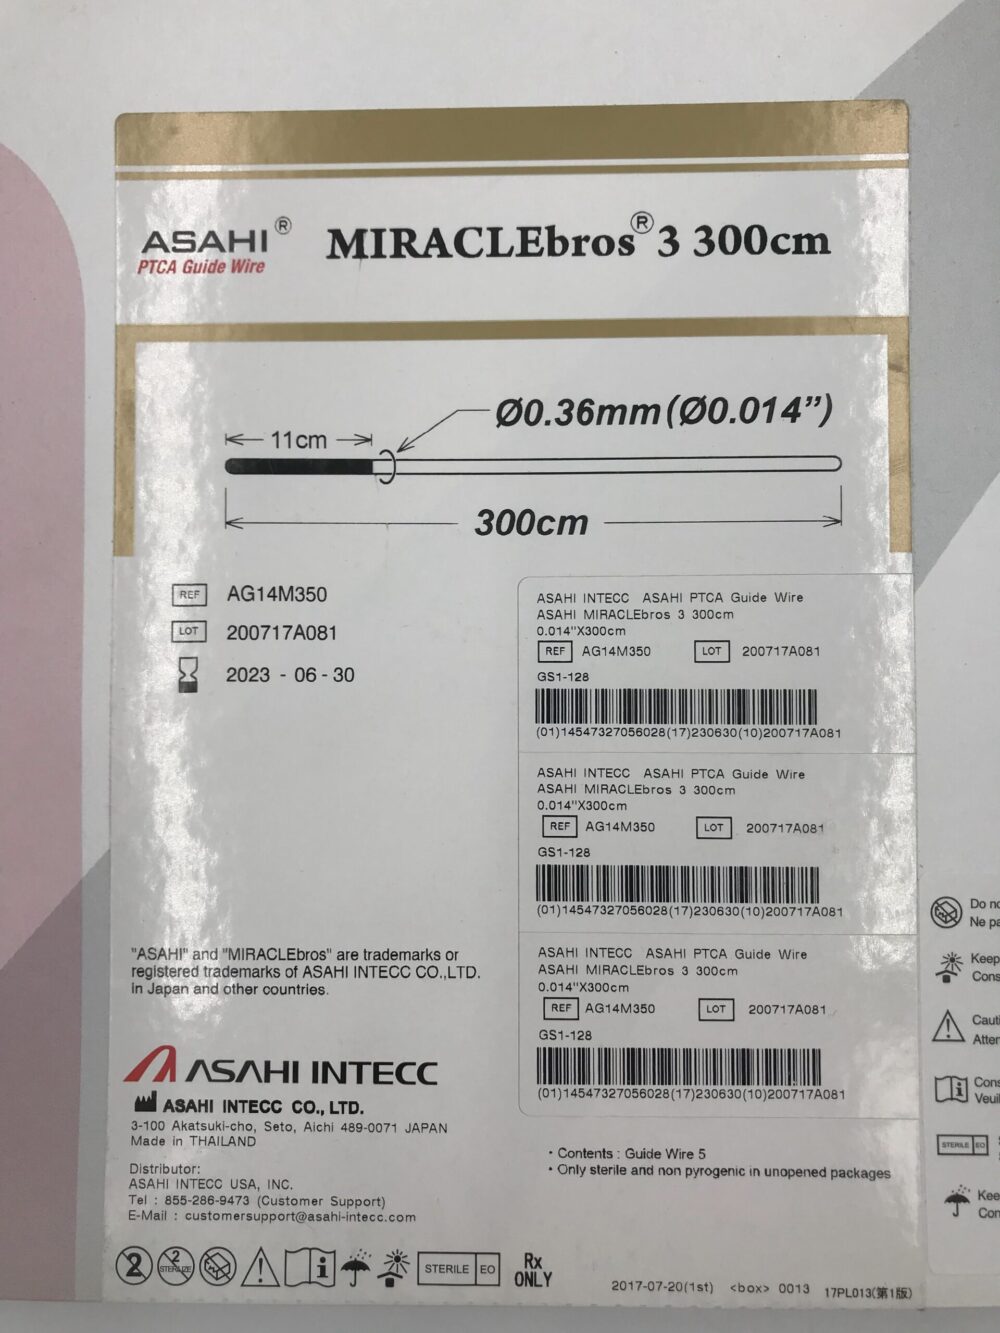 ASAHI®
PTCA Guide Wire
MIRACLEbros® 3 300cm
Ø0.36mm(Ø0.014”)
11cm
300cm
REF AG14M350
LOT 200717A081
2023 - 06 - 30
ASAHI INTECC ASAHI PTCA Guide Wire
ASAHI MIRACLEbros 3 300cm
0.014"X300cm
REF AG14M350 LOT 200717A081
GS1-128
(01)14547327056028(17)230630(10)200717A081
ASAHI INTECC ASAHI PTCA Guide Wire
ASAHI MIRACLEbros 3 300cm
0.014"X300cm
REF AG14M350 LOT 200717A081
GS1-128
(01)14547327056028(17)230630(10)200717A081
ASAHI INTECC ASAHI PTCA Guide Wire
ASAHI MIRACLEbros 3 300cm
0.014"X300cm
REF AG14M350 LOT 200717A081
GS1-128
(01)14547327056028(17)230630(10)200717A081
"ASAHI" and "MIRACLEbros" are trademarks or
registered trademarks of ASAHI INTECC CO.,LTD.
in Japan and other countries.
ASAHI INTECC
ASAHI INTECC CO., LTD.
3-100 Akatsuki-cho, Seto, Aichi 489-0071 JAPAN
Made in THAILAND
Distributor:
ASAHI INTECC USA, INC.
Tel : 855-286-9473 (Customer Support)
E-Mail : customersupport@asahi-intecc.com
• Contents : Guide Wire 5
• Only sterile and non pyrogenic in unopened packages
2
2 STERILIZE
i
STERILE EO
Rx
ONLY
2017-07-20(1st) <box> 0013 17PL013(第1版)
Do
Ne
Keep
i
STERILE EO